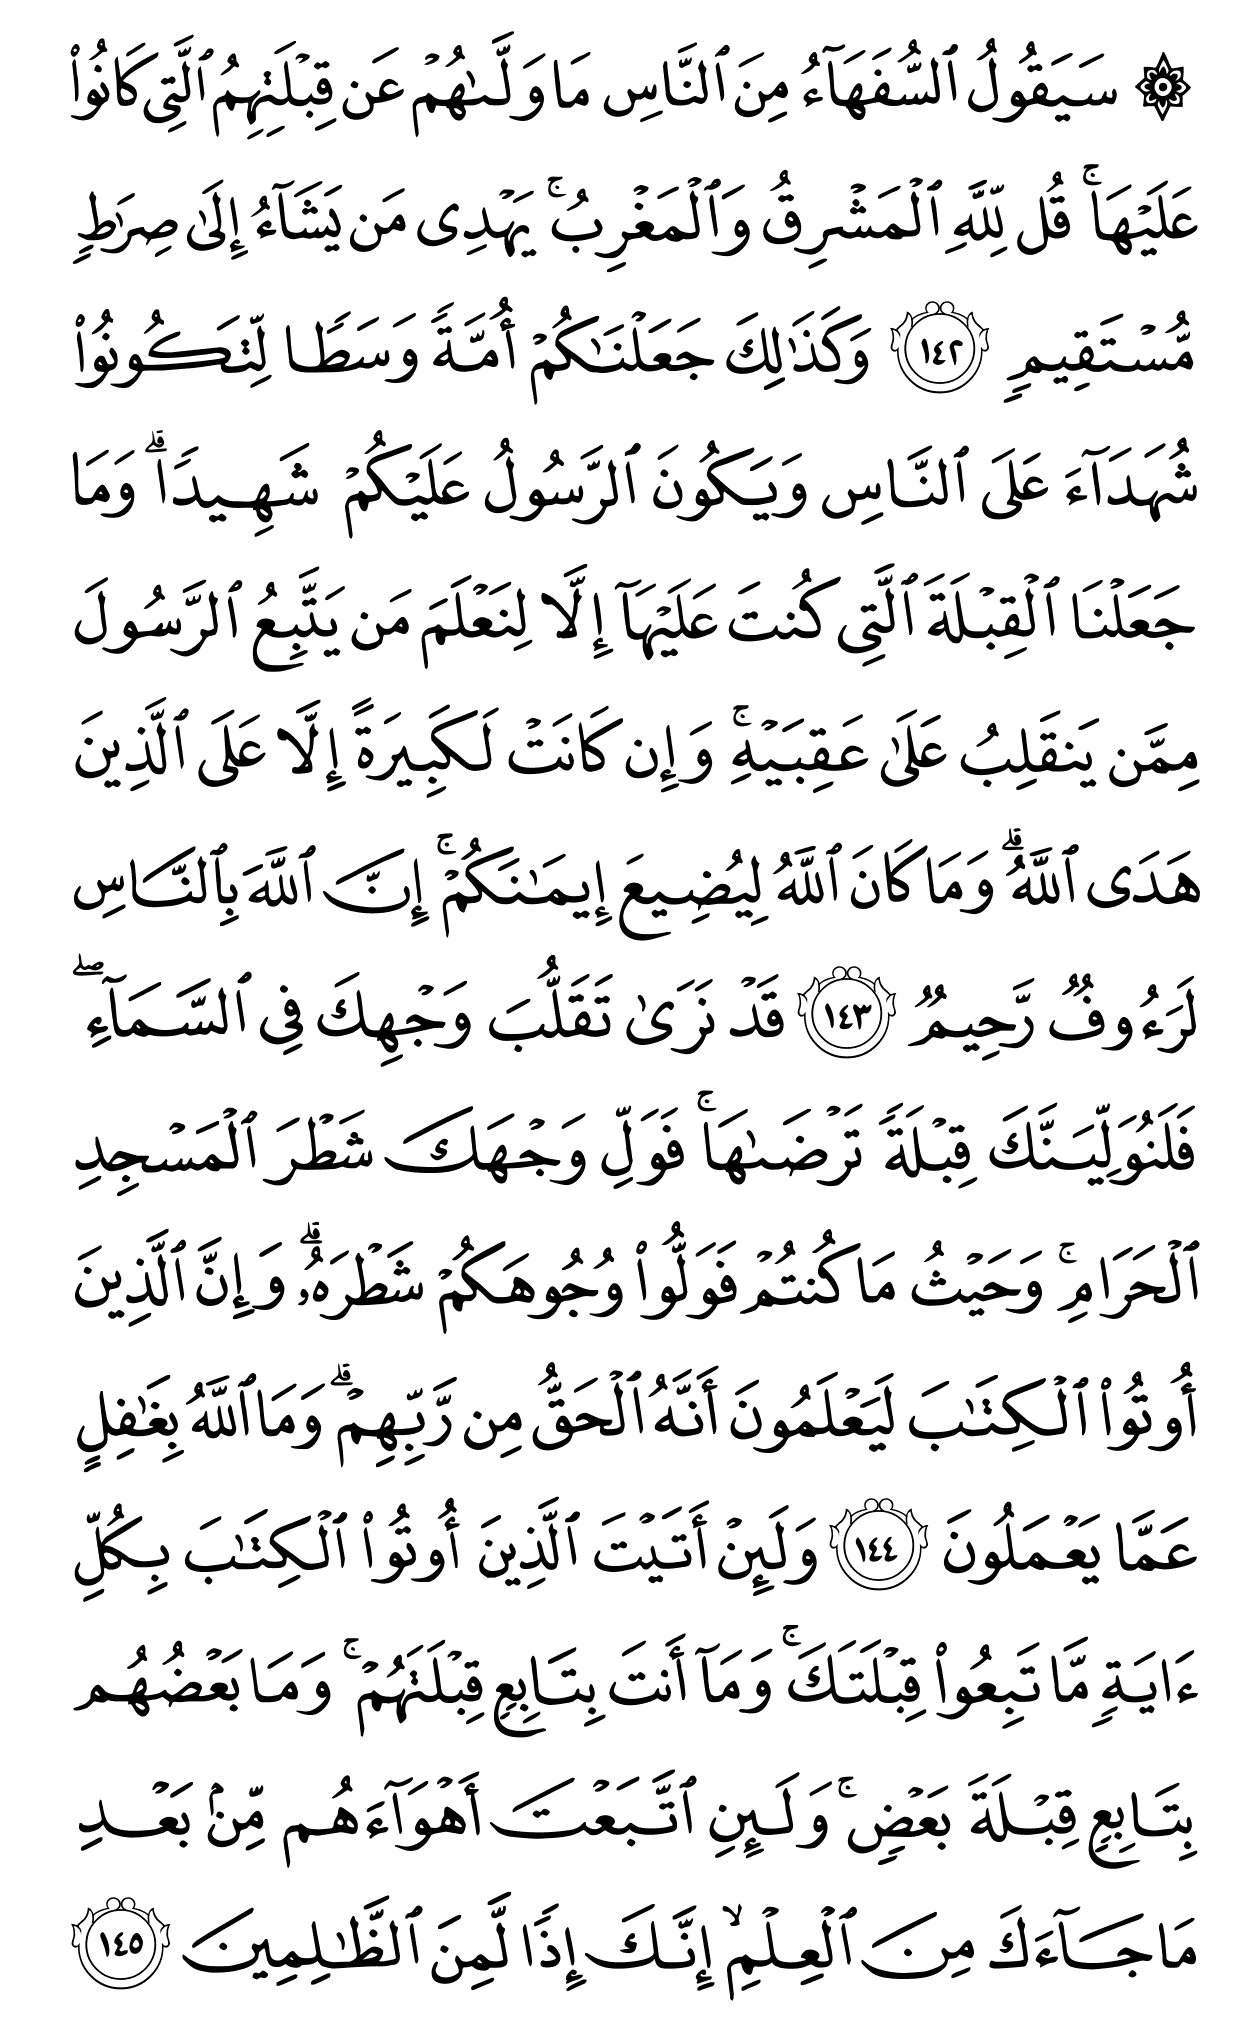 ۞ سَيَقُولُ ٱلسُّفَهَآءُ مِنَ ٱلنَّاسِ مَا وَلَّىٰهُمْ عَن قِبْلَتِهِمُ ٱلَّتِى كَانُوا۟
عَلَيْهَا ۚ قُل لِّلَّهِ ٱلْمَشْرِقُ وَٱلْمَغْرِبُ ۚ يَهْدِى مَن يَشَآءُ إِلَىٰ صِرَٰطٍ
مُّسْتَقِيمٍ ١٤٢ وَكَذَٰلِكَ جَعَلْنَـٰكُمْ أُمَّةً وَسَطًا لِّتَكُونُوا۟
شُهَدَآءَ عَلَى ٱلنَّاسِ وَيَكُونَ ٱلرَّسُولُ عَلَيْكُمْ شَهِيدًا ۗ وَمَا
جَعَلْنَا ٱلْقِبْلَةَ ٱلَّتِى كُنتَ عَلَيْهَآ إِلَّا لِنَعْلَمَ مَن يَتَّبِعُ ٱلرَّسُولَ
مِمَّن يَنقَلِبُ عَلَىٰ عَقِبَيْهِ ۚ وَإِن كَانَتْ لَكَبِيرَةً إِلَّا عَلَى ٱلَّذِينَ
هَدَى ٱللَّهُ ۗ وَمَا كَانَ ٱللَّهُ لِيُضِيعَ إِيمَـٰنَكُمْ ۚ إِنَّ ٱللَّهَ بِٱلنَّاسِ
لَرَءُوفٌ رَّحِيمٌ ١٤٣ قَدْ نَرَىٰ تَقَلُّبَ وَجْهِكَ فِى ٱلسَّمَآءِ ۖ
فَلَنُوَلِّيَنَّكَ قِبْلَةً تَرْضَىٰهَا ۚ فَوَلِّ وَجْهَكَ شَطْرَ ٱلْمَسْجِدِ
ٱلْحَرَامِ ۚ وَحَيْثُ مَا كُنتُمْ فَوَلُّوا۟ وُجُوهَكُمْ شَطْرَهُۥ ۗ وَإِنَّ ٱلَّذِينَ
أُوتُوا۟ ٱلْكِتَـٰبَ لَيَعْلَمُونَ أَنَّهُ ٱلْحَقُّ مِن رَّبِّهِمْ ۗ وَمَا ٱللَّهُ بِغَـٰفِلٍ
عَمَّا يَعْمَلُونَ ١٤٤ وَلَئِنْ أَتَيْتَ ٱلَّذِينَ أُوتُوا۟ ٱلْكِتَـٰبَ بِكُلِّ
ءَايَةٍ مَّا تَبِعُوا۟ قِبْلَتَكَ ۚ وَمَآ أَنتَ بِتَابِعٍ قِبْلَتَهُمْ ۚ وَمَا بَعْضُهُم
بِتَابِعٍ قِبْلَةَ بَعْضٍ ۚ وَلَئِنِ ٱتَّبَعْتَ أَهْوَآءَهُم مِّنۢ بَعْدِ
مَا جَآءَكَ مِنَ ٱلْعِلْمِ ۙ إِنَّكَ إِذًا لَّمِنَ ٱلظَّـٰلِمِينَ ١٤٥